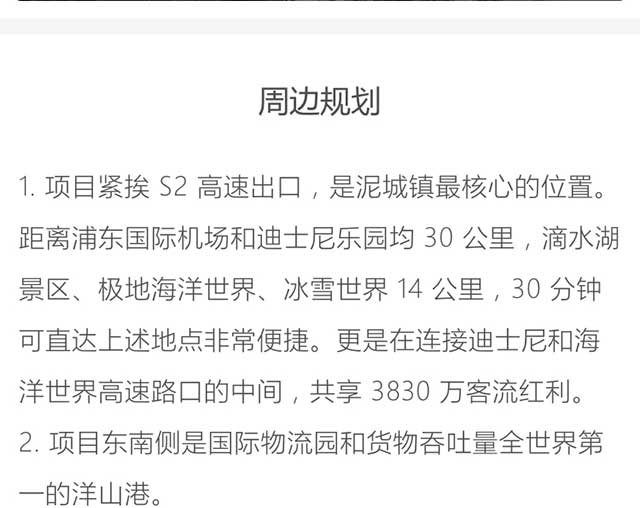 周边规划
1. 项目紧挨 S2 高速出口，是泥城镇最核心的位置。
距离浦东国际机场和迪士尼乐园均 30 公里，滴水湖
景区、极地海洋世界、冰雪世界 14 公里，30 分钟
可直达上述地点非常便捷。更是在连接迪士尼和海
洋世界高速路口的中间，共享 3830 万客流红利。
2. 项目东南侧是国际物流园和货物吞吐量全世界第
一的洋山港。